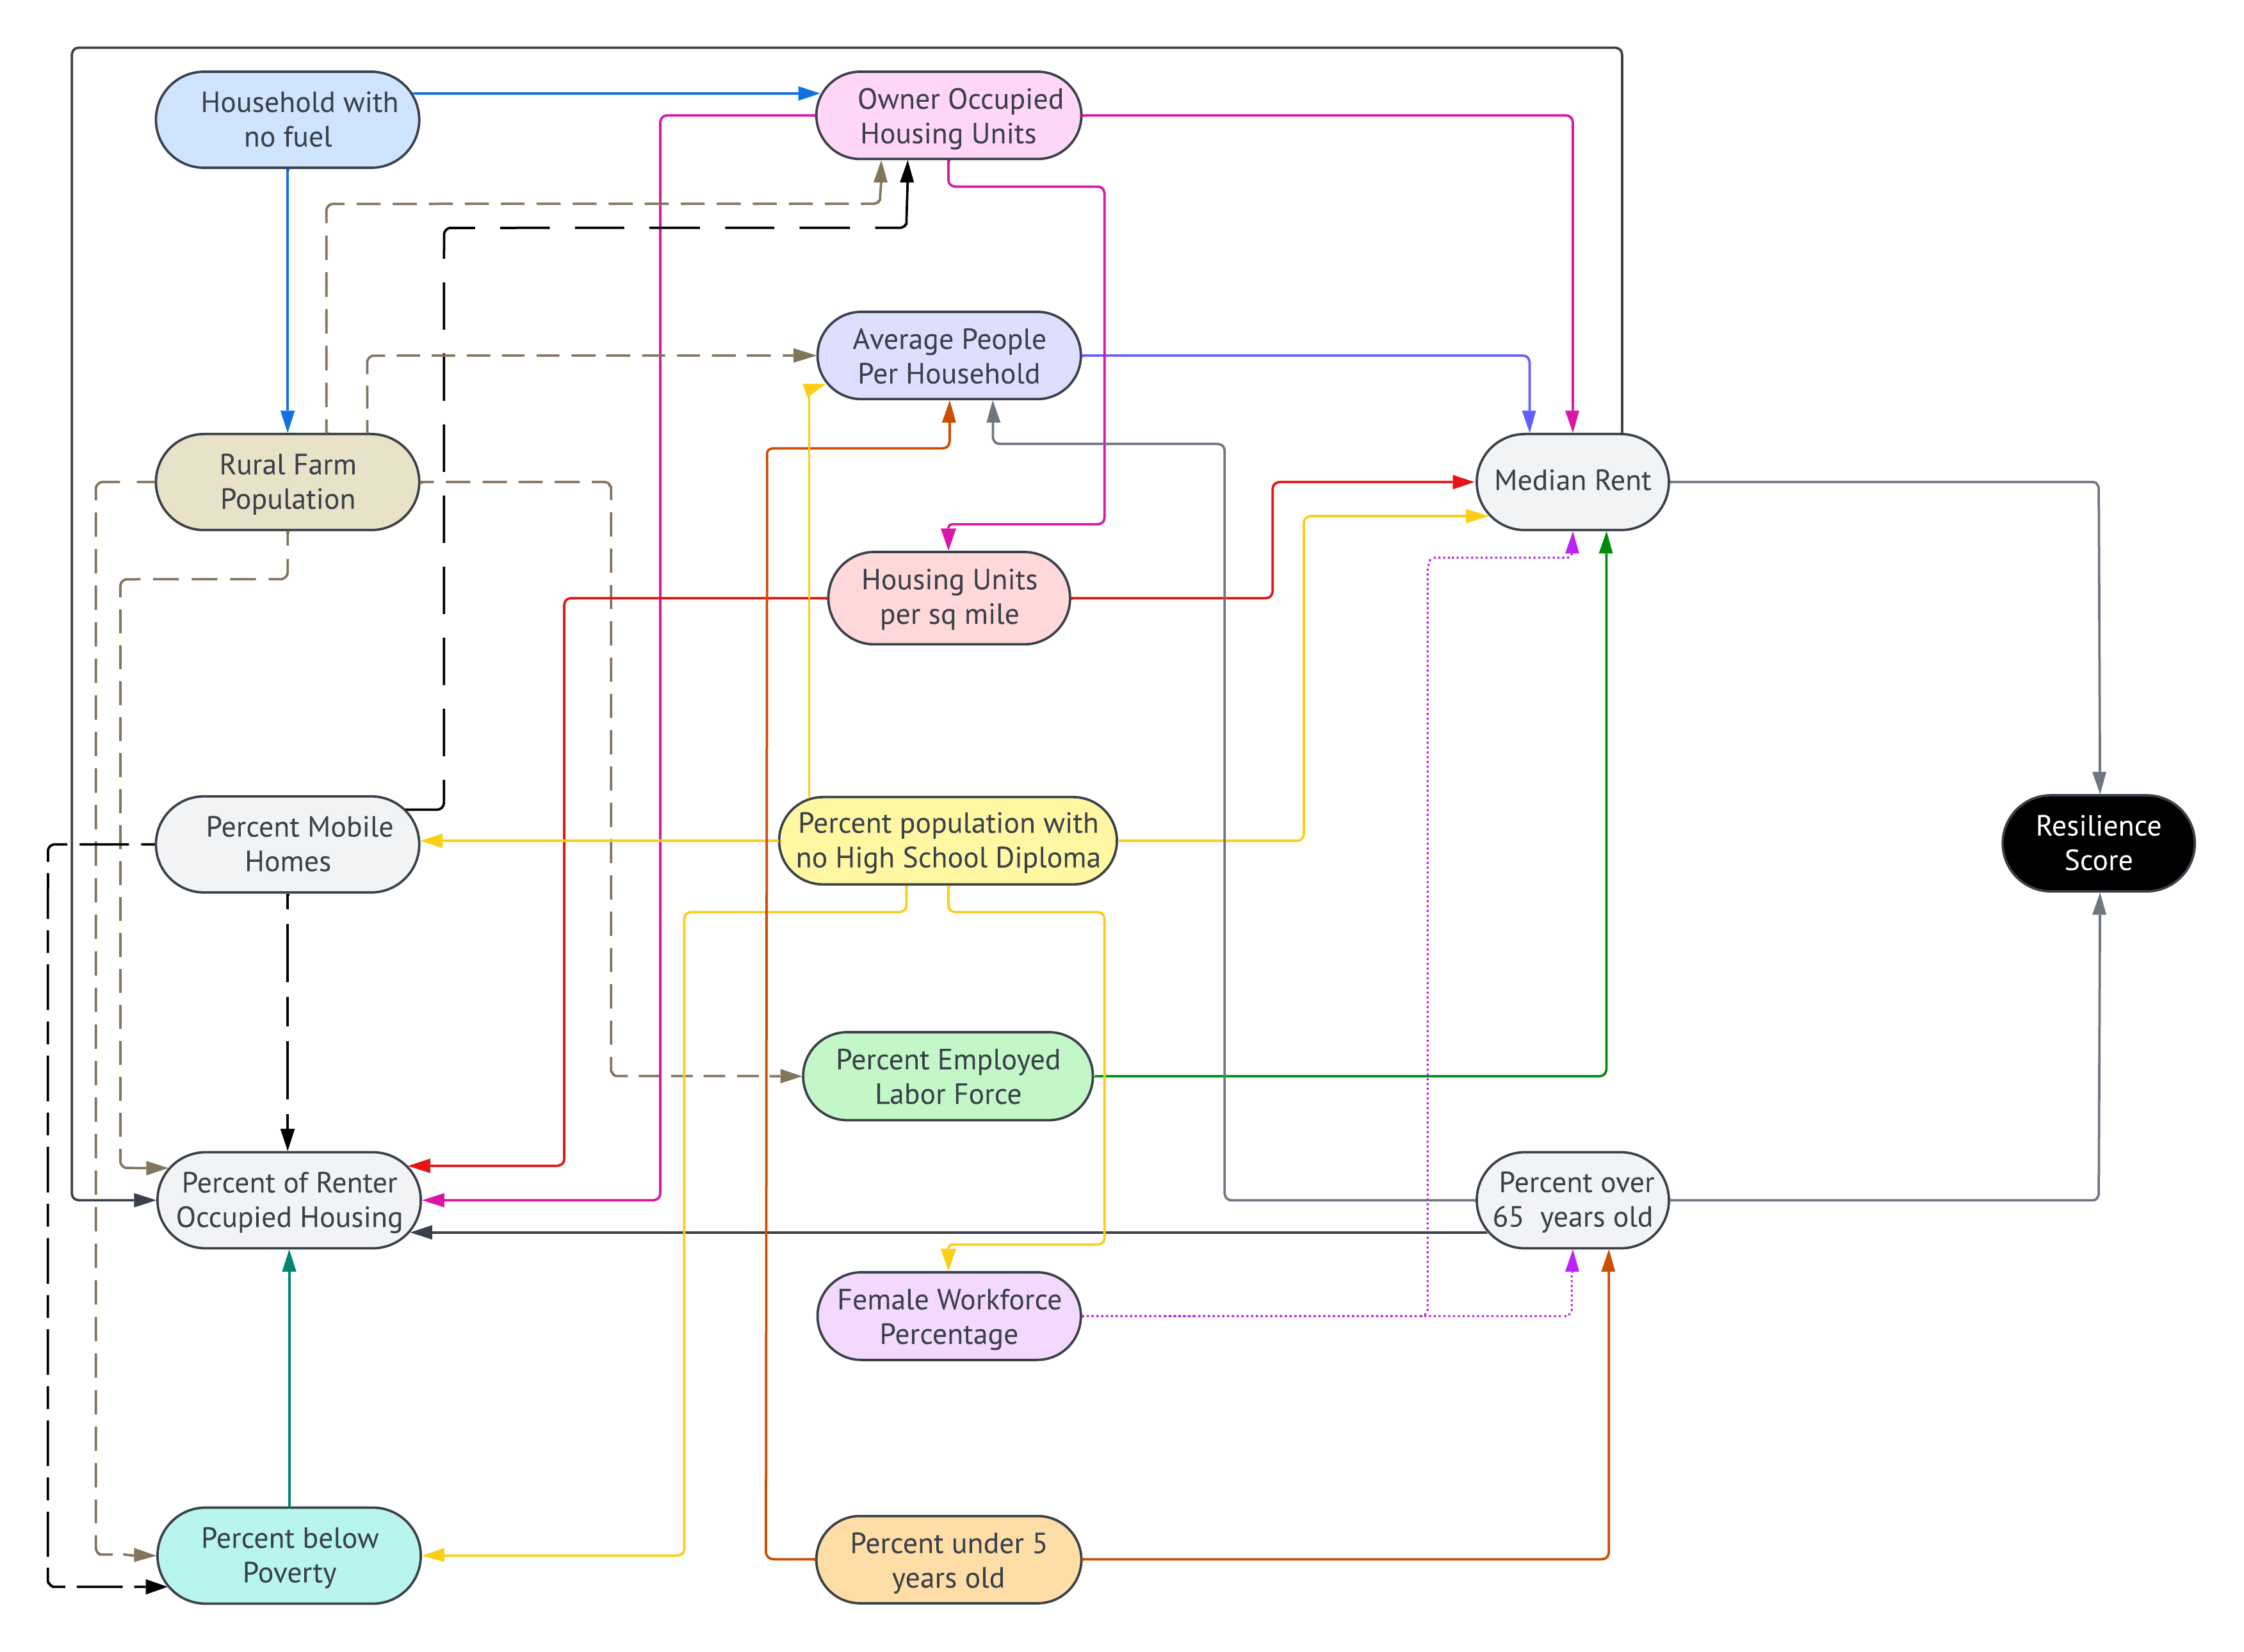 Household with
no fuel
Owner Occupied
Housing Units
Average People
Per Household
Rural Farm
Population
Median Rent
Housing Units
per sq mile
Percent Mobile
Homes
Percent population with
no High School Diploma
Resilience
Score
Percent Employed
Labor Force
Percent of Renter
Occupied Housing
Percent over
65 years old
Female Workforce
Percentage
Percent below
Poverty
Percent under 5
years old